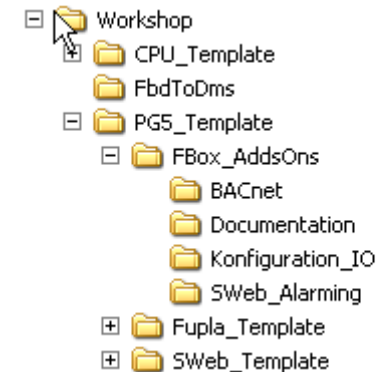 Workshop
CPU_Template
FbdToDms
PG5_Template
FBox_AddsOns
BACnet
Documentation
Konfiguration_IO
SWeb_Alarming
Fupla_Template
SWeb_Template